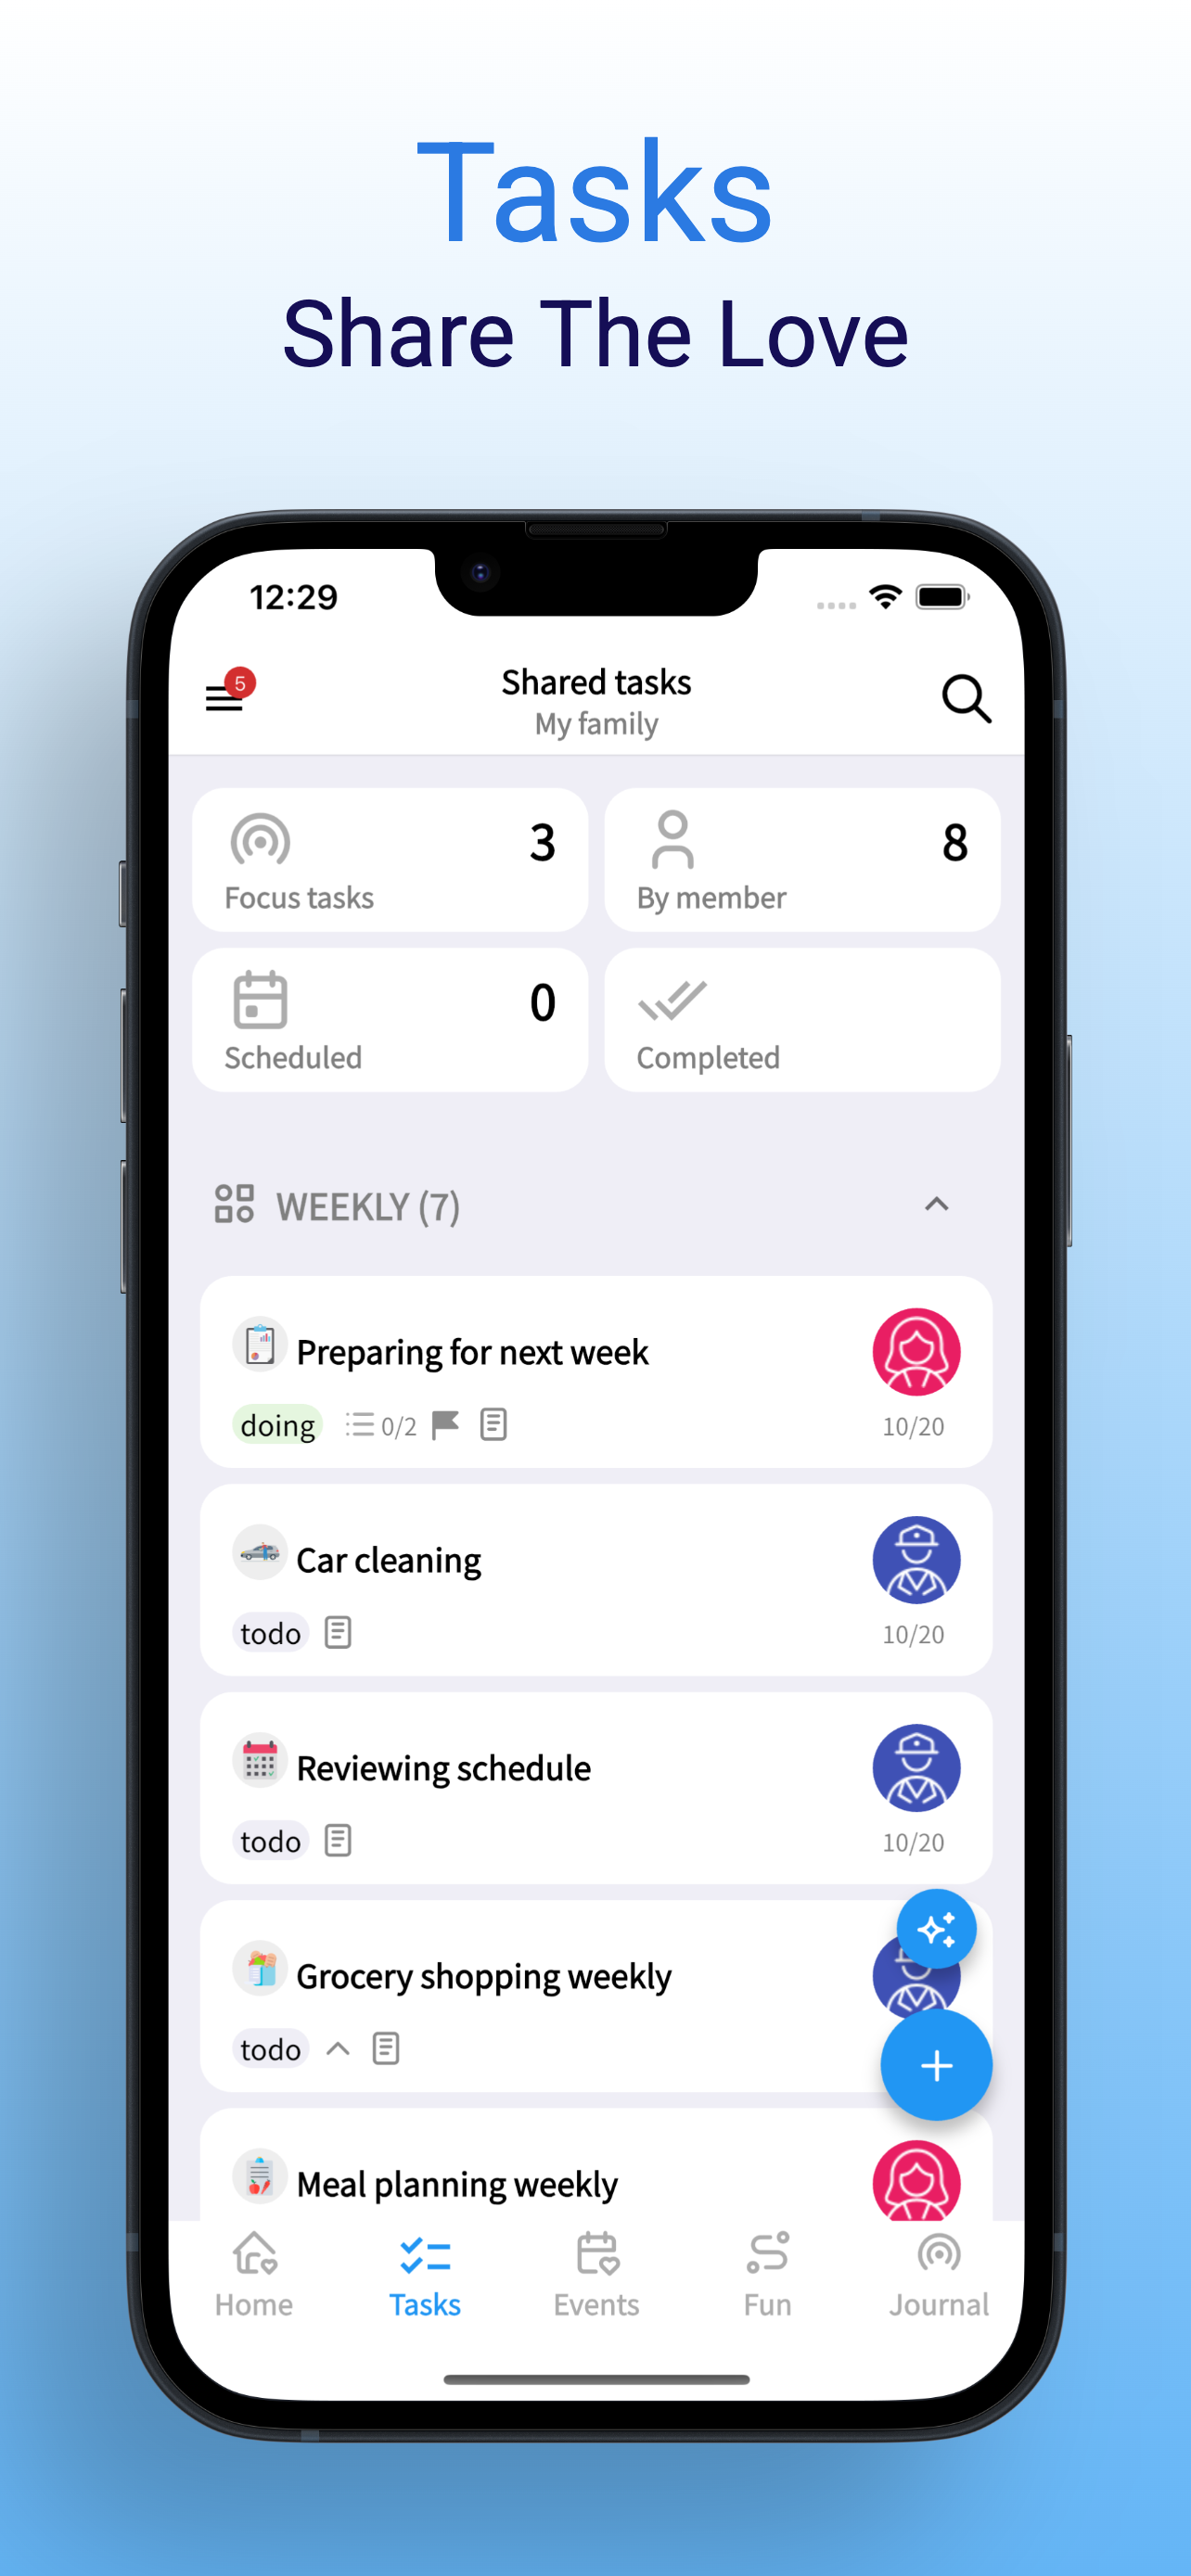 Tasks
Share The Love
12:29
5
Shared tasks
My family
3
Focus tasks
8
By member
0
Scheduled
Completed
WEEKLY (7)
Preparing for next week
doing 0/2
10/20
Car cleaning
todo
10/20
Reviewing schedule
todo
10/20
Grocery shopping weekly
todo
Meal planning weekly
Home Tasks Events Fun Journal